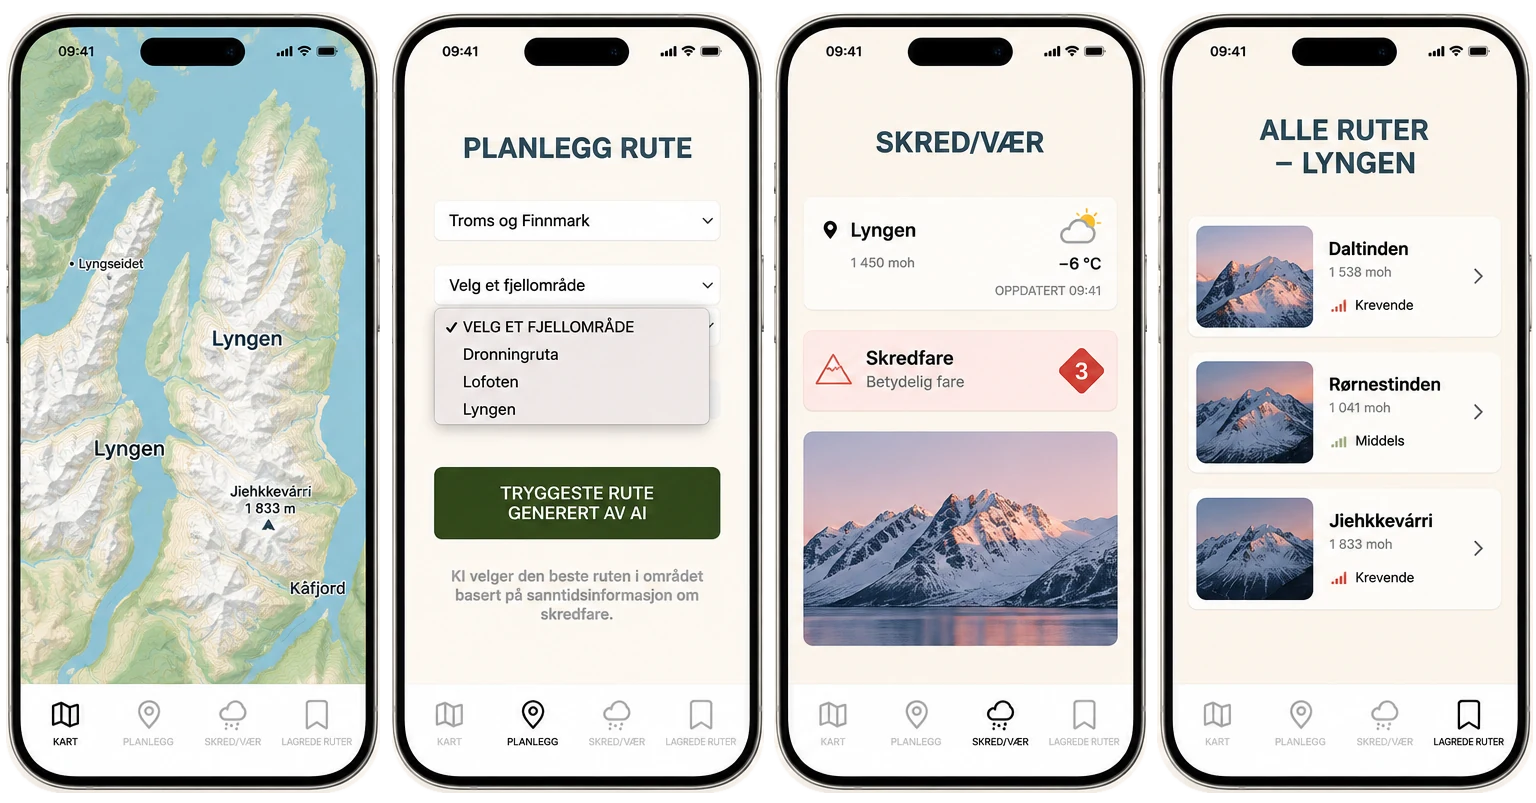 09:41
• Lyngseidet
Lyngen
Lyngen
Jiehkkevárri
1 833 m
Kåfjord
KART
PLANLEGG
SKRED/VÆR
LAGREDE RUTER
09:41
PLANLEGG RUTE
Troms og Finnmark
Velg et fjellområde
✓ VELG ET FJELLOMRÅDE
Dronningruta
Lofoten
Lyngen
TRYGGESTE RUTE
GENERERT AV AI
KI velger den beste ruten i området
basert på sanntidsinformasjon om
skredfare.
KART
PLANLEGG
SKRED/VÆR
LAGREDE RUTER
09:41
SKRED/VÆR
Lyngen
1 450 moh
−6 °C
OPPDATERT 09:41
Skredfare
Betydelig fare
3
KART
PLANLEGG
SKRED/VÆR
LAGREDE RUTER
09:41
ALLE RUTER
– LYNGEN
Daltinden
1 538 moh
Krevende
Rørnestinden
1 041 moh
Middels
Jiehkkevárri
1 833 moh
Krevende
KART
PLANLEGG
SKRED/VÆR
LAGREDE RUTER